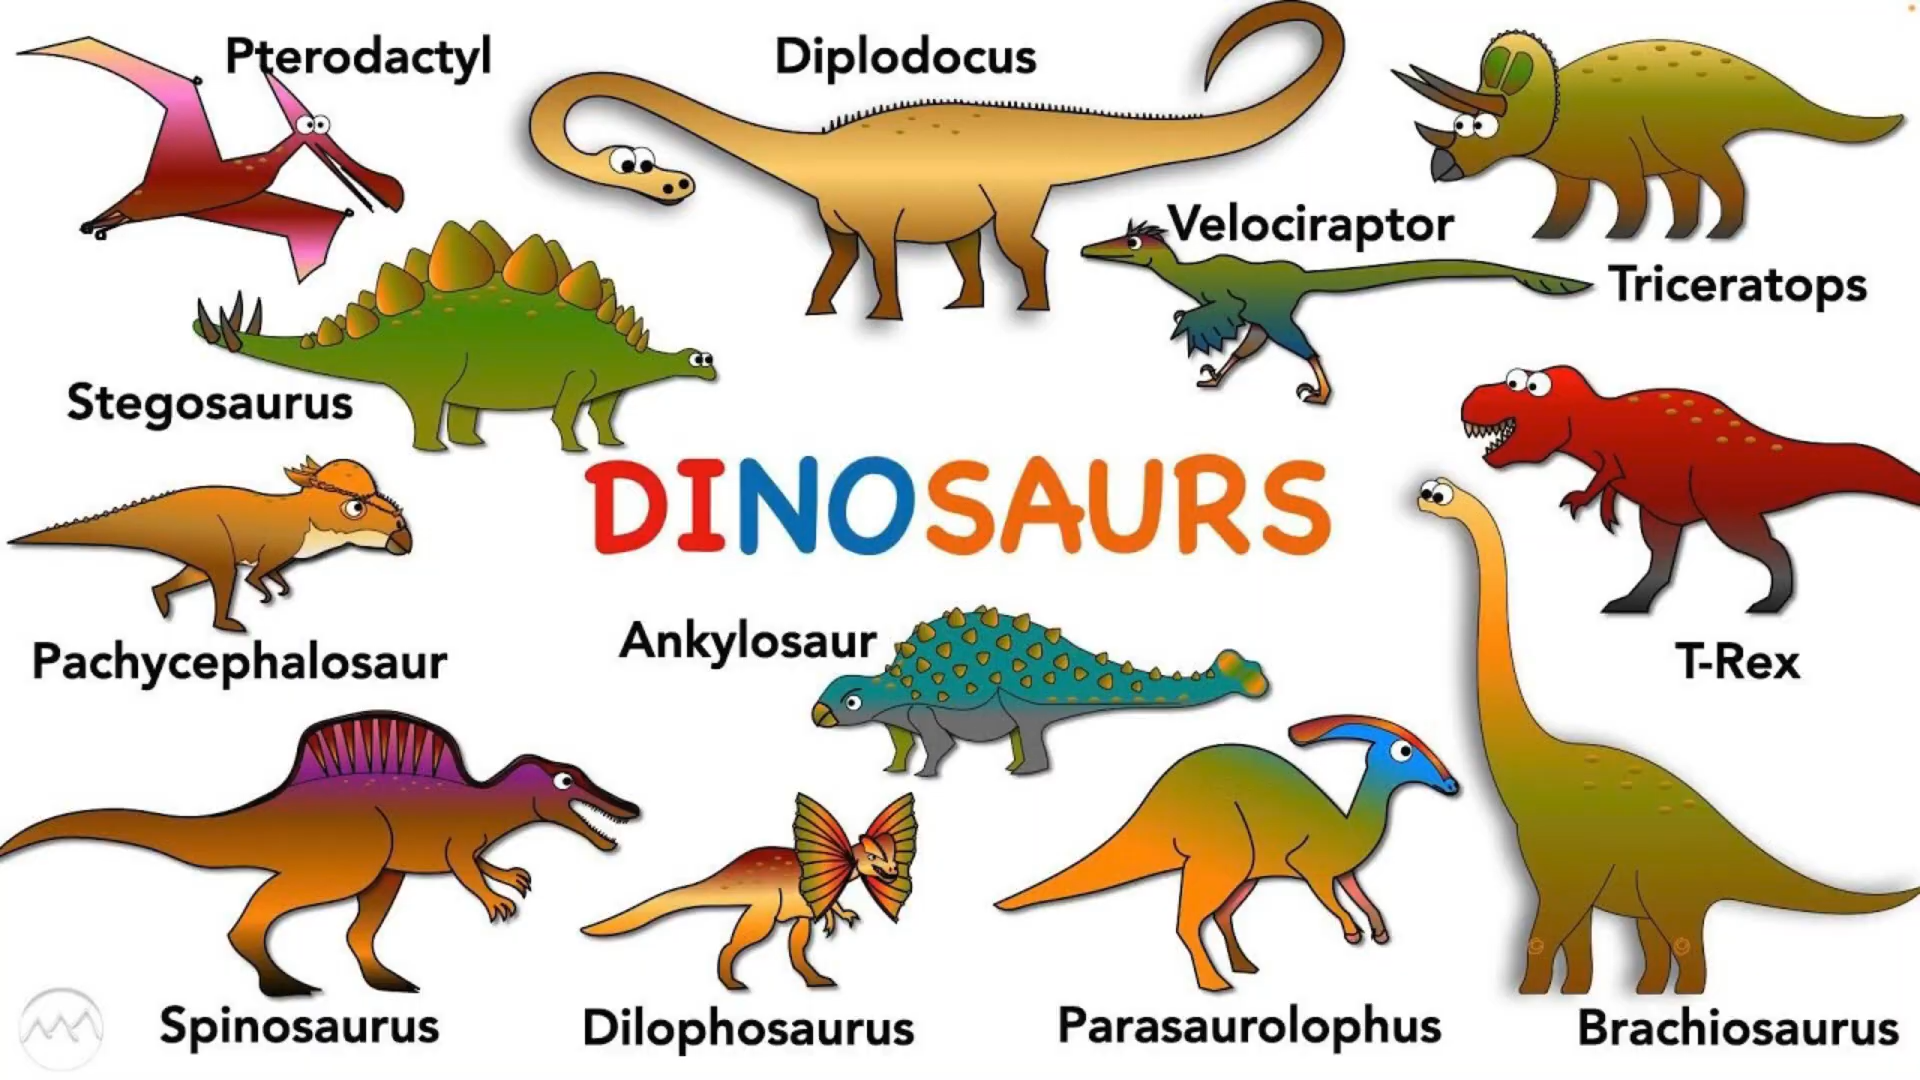 Pterodactyl
Diplodocus
Velociraptor
Triceratops
Stegosaurus
DINOSAURS
Ankylosaur
Pachycephalosaur
T-Rex
Spinosaurus
Dilophosaurus
Parasaurolophus
Brachiosaurus